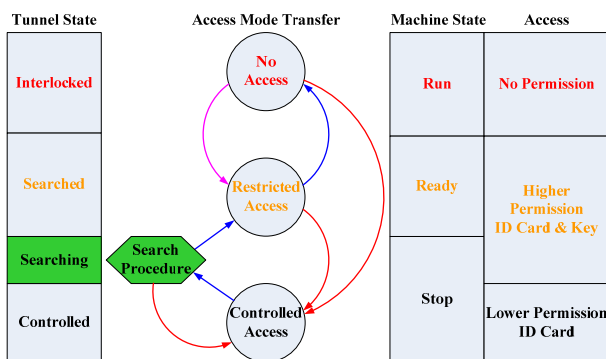 Tunnel State
Access Mode Transfer
Machine State
Access
Interlocked
No
Access
Run
No Permission
Searched
Restricted
Access
Ready
Higher
Permission
ID Card & Key
Searching
Search
Procedure
Controlled
Controlled
Access
Stop
Lower Permission
ID Card